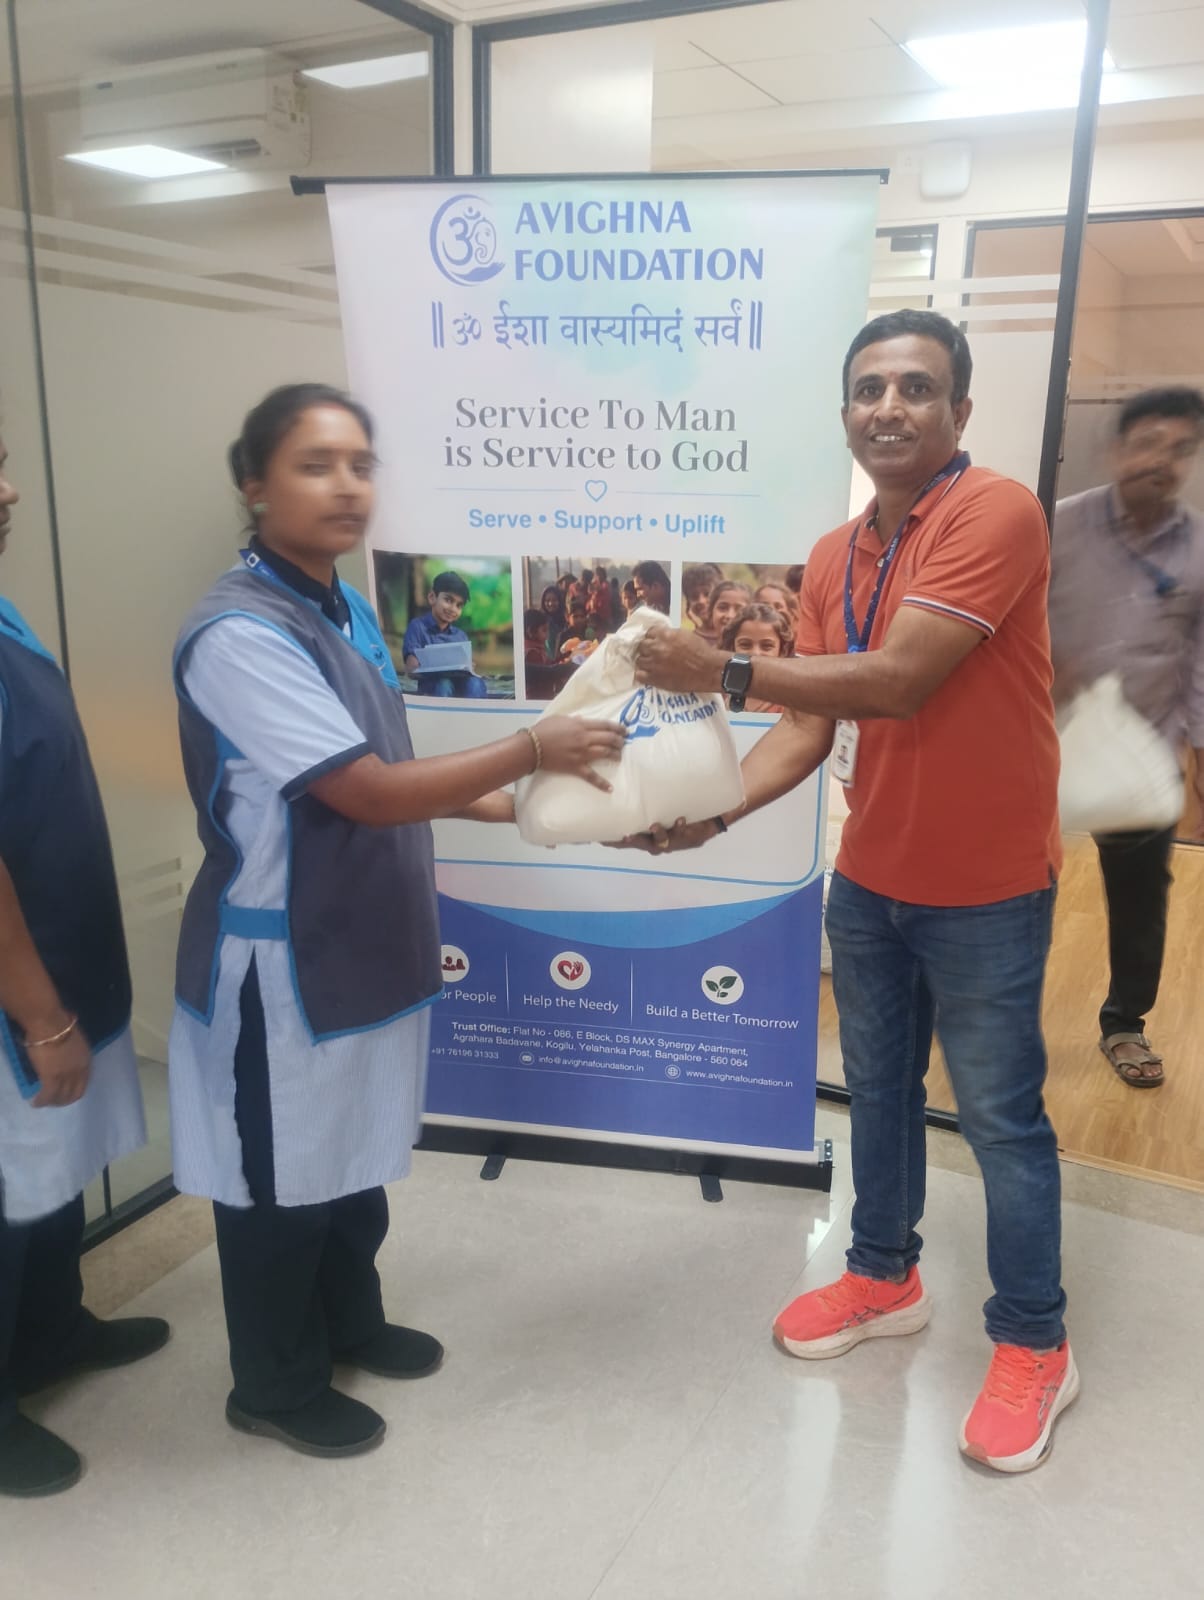 AVIGHNA
FOUNDATION
॥ॐ ईशा वास्यमिदं सर्वं॥
Service To Man
is Service to God
Serve • Support • Uplift
FOUNDATION
or People
Help the Needy
Build a Better Tomorrow
Trust Office: Flat No - 086, E Block, DS MAX Synergy Apartment,
Agrahara Badavane, Kogilu, Yelahanka Post, Bangalore - 560 064
+91 76196 31333
info@avighnafoundation.in
www.avighnafoundation.in